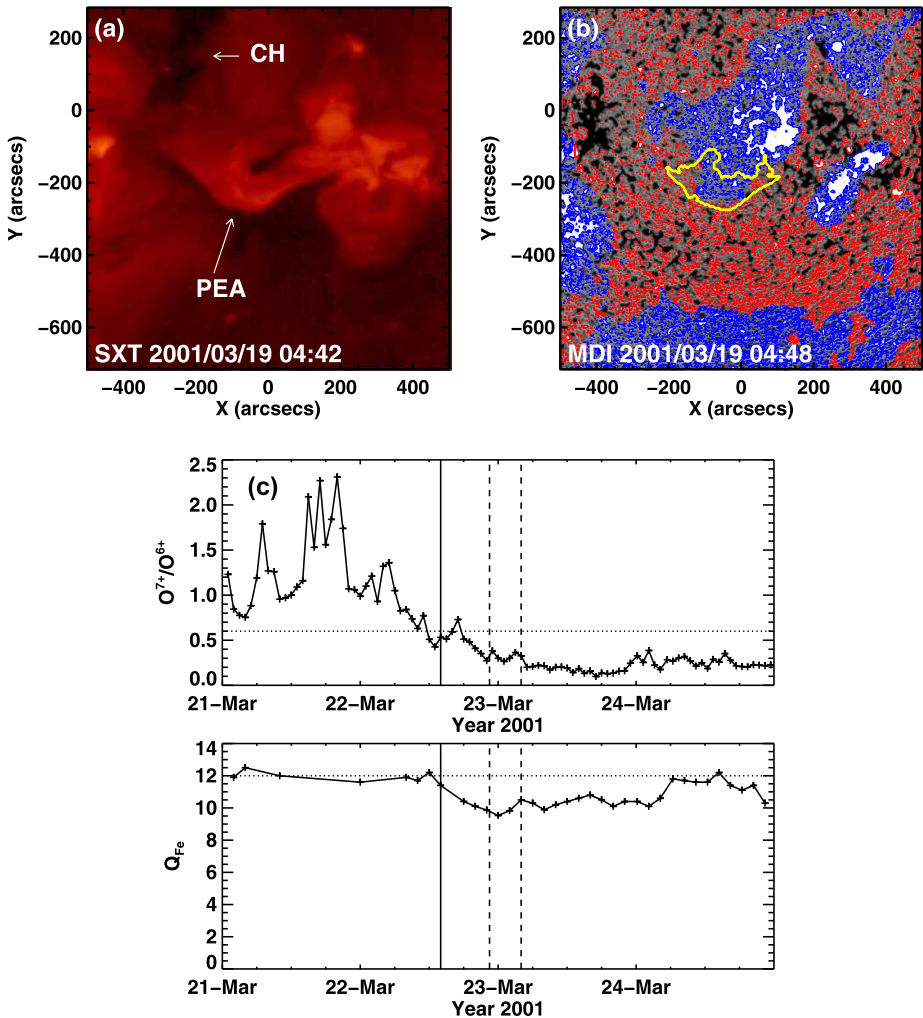 (a)
CH
PEA
SXT 2001/03/19 04:42
200
0
−200
−400
−600
Y (arcsecs)
−400 −200 0 200 400
X (arcsecs)
(b)
MDI 2001/03/19 04:48
200
0
−200
−400
−600
Y (arcsecs)
−400 −200 0 200 400
X (arcsecs)
(c)
2.5
2.0
1.5
1.0
0.5
0.0
O⁷⁺/O⁶⁺
21−Mar 22−Mar 23−Mar 24−Mar
Year 2001
14
12
10
8
6
4
2
0
Q_Fe
21−Mar 22−Mar 23−Mar 24−Mar
Year 2001